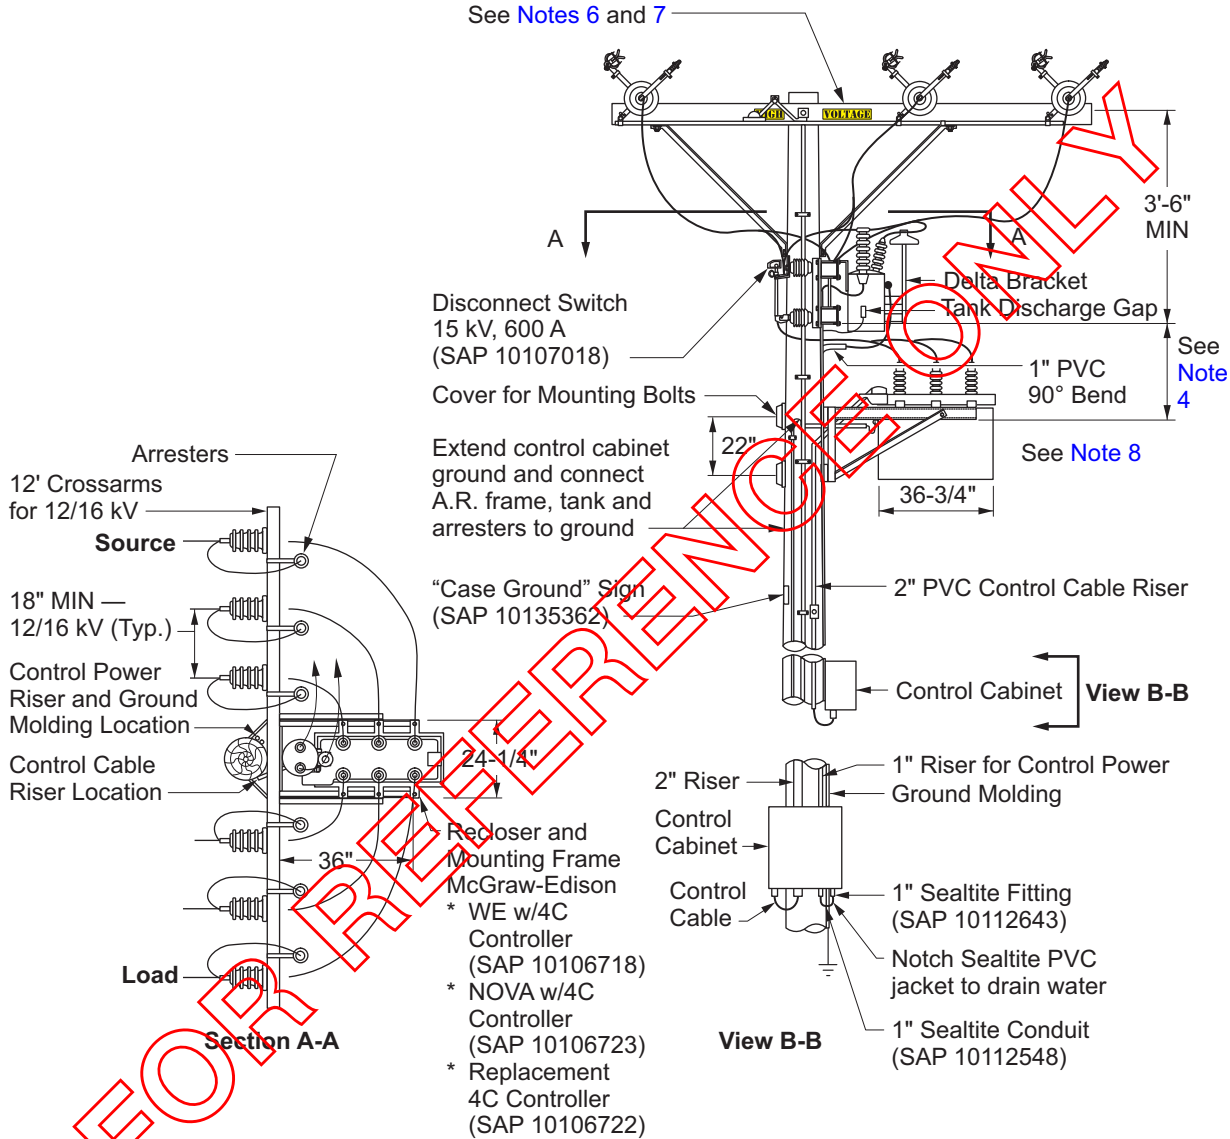 See Notes 6 and 7
IGH VOLTAGE
3'-6"
MIN
A
A
Delta Bracket
Tank Discharge Gap
Disconnect Switch
15 kV, 600 A
(SAP 10107018)
See
Note
4
1" PVC
90° Bend
Cover for Mounting Bolts
22"
See Note 8
36-3/4"
Extend control cabinet
ground and connect
A.R. frame, tank and
arresters to ground
Arresters
12' Crossarms
for 12/16 kV
Source
"Case Ground" Sign
(SAP 10135362)
2" PVC Control Cable Riser
18" MIN —
12/16 kV (Typ.)
Control Power
Riser and Ground
Molding Location
Control Cable
Riser Location
Control Cabinet
View B-B
24-1/4"
36"
Load
Section A-A
Recloser and
Mounting Frame
McGraw-Edison
* WE w/4C
Controller
(SAP 10106718)
* NOVA w/4C
Controller
(SAP 10106723)
* Replacement
4C Controller
(SAP 10106722)
2" Riser
1" Riser for Control Power
Ground Molding
Control
Cabinet
Control
Cable
1" Sealtite Fitting
(SAP 10112643)
Notch Sealtite PVC
jacket to drain water
1" Sealtite Conduit
(SAP 10112548)
View B-B
FOR REFERENCE ONLY